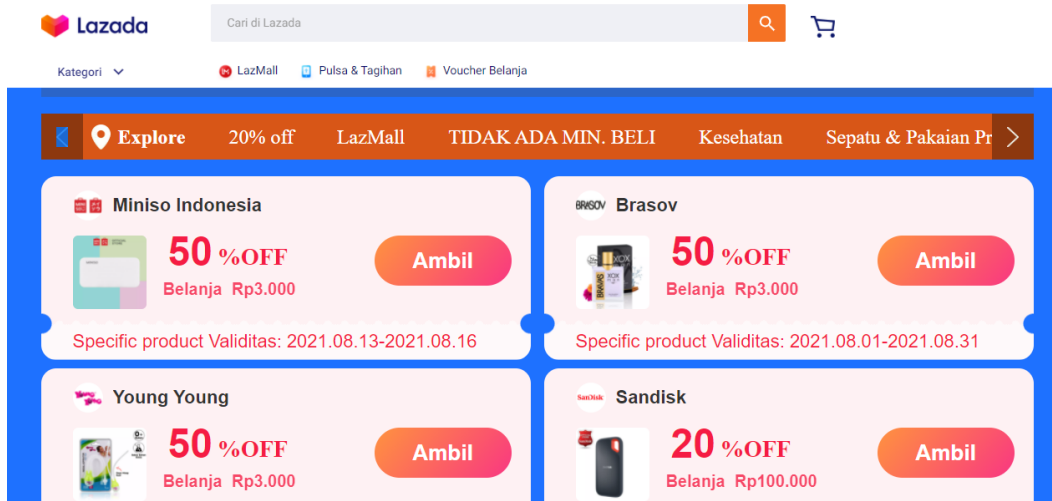 Lazada
Cari di Lazada
Kategori
LazMall
Pulsa & Tagihan
Voucher Belanja
Explore
20% off
LazMall
TIDAK ADA MIN. BELI
Kesehatan
Sepatu & Pakaian Pr
Miniso Indonesia
50 %OFF
Belanja Rp3.000
Ambil
Specific product Validitas: 2021.08.13-2021.08.16
BRASOV Brasov
50 %OFF
Belanja Rp3.000
Ambil
Specific product Validitas: 2021.08.01-2021.08.31
Young Young
50 %OFF
Belanja Rp3.000
Ambil
SanDisk Sandisk
20 %OFF
Belanja Rp100.000
Ambil